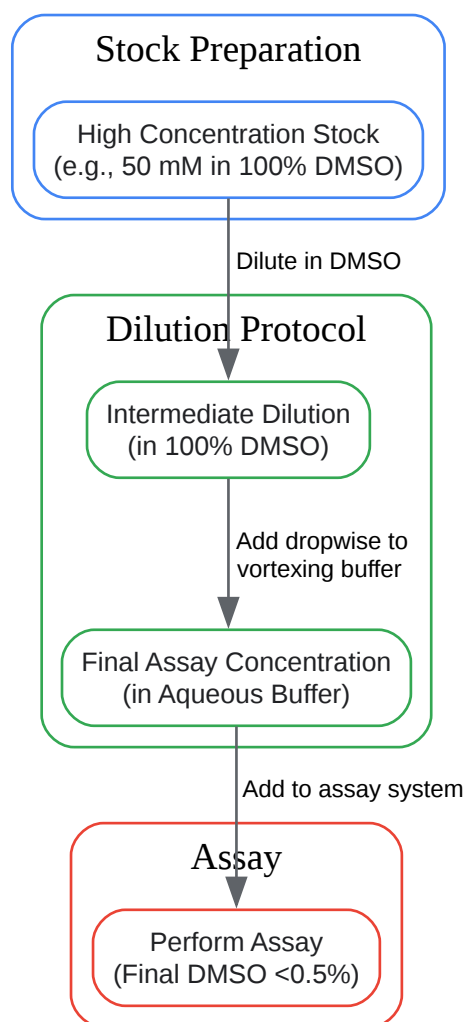 Stock Preparation
High Concentration Stock
(e.g., 50 mM in 100% DMSO)
Dilute in DMSO
Dilution Protocol
Intermediate Dilution
(in 100% DMSO)
Add dropwise to
vortexing buffer
Final Assay Concentration
(in Aqueous Buffer)
Add to assay system
Assay
Perform Assay
(Final DMSO <0.5%)